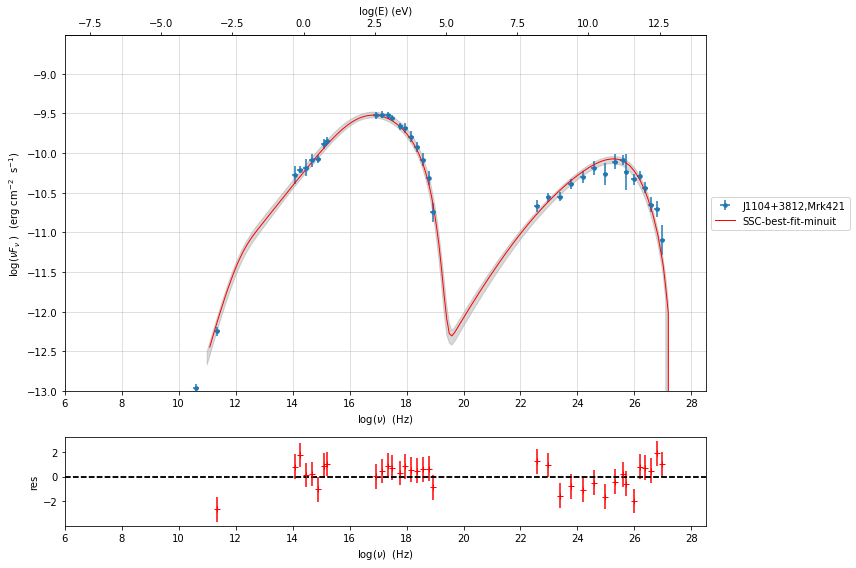 log(E) (eV)
−7.5 −5.0 −2.5 0.0 2.5 5.0 7.5 10.0 12.5
log(νFν ) (erg cm⁻² s⁻¹)
−9.0
−9.5
−10.0
−10.5
−11.0
−11.5
−12.0
−12.5
−13.0
6 8 10 12 14 16 18 20 22 24 26 28
log(ν) (Hz)
J1104+3812,Mrk421
SSC-best-fit-minuit
res
2
0
−2
6 8 10 12 14 16 18 20 22 24 26 28
log(ν) (Hz)